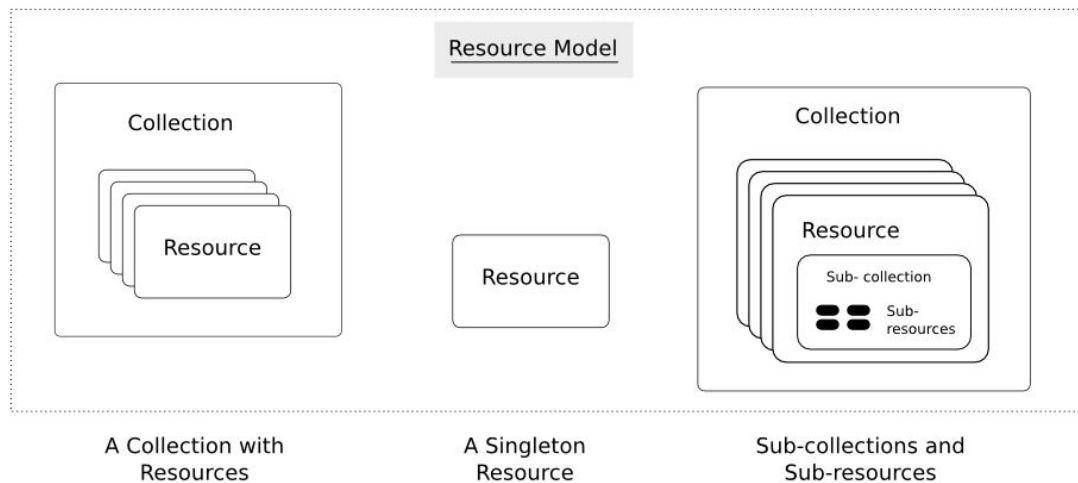 Resource Model
Collection
Resource
Resource
Collection
Resource
Sub- collection
Sub-
resources
A Collection with
Resources
A Singleton
Resource
Sub-collections and
Sub-resources